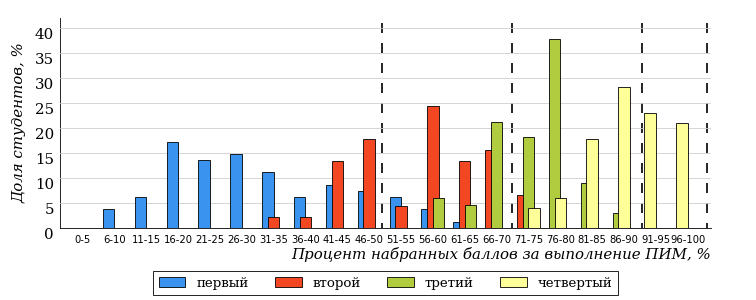 Доля студентов, %
40
35
30
25
20
15
10
5
0
0-5 6-10 11-15 16-20 21-25 26-30 31-35 36-40 41-45 46-50 51-55 56-60 61-65 66-70 71-75 76-80 81-85 86-90 91-95 96-100
Процент набранных баллов за выполнение ПИМ, %
первый второй третий четвертый